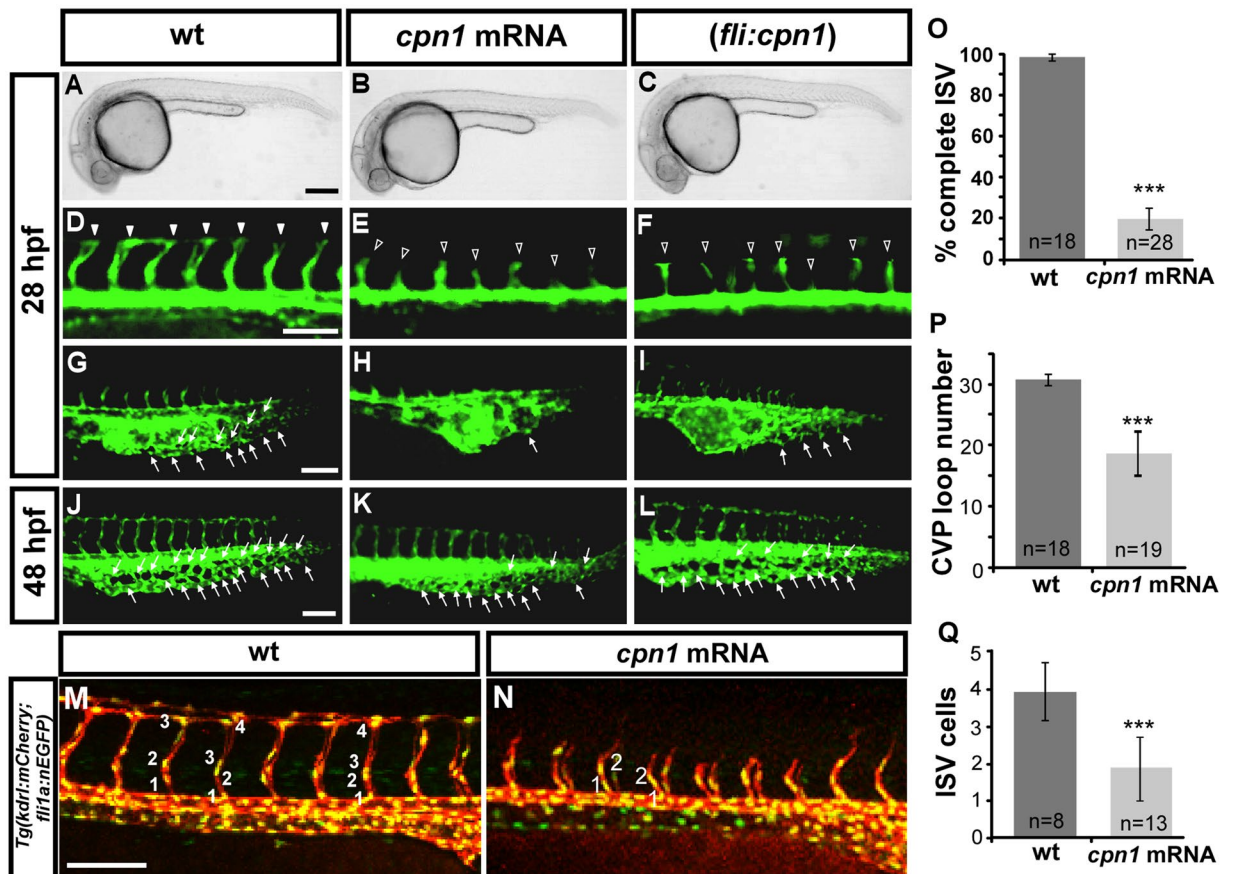 wt
cpn1 mRNA
(fli:cpn1)
28 hpf
A
B
C
D
E
F
G
H
I
48 hpf
J
K
L
wt
cpn1 mRNA
Tg(kdrl:mCherry;
fli1a:nEGFP)
M
3
4
4
2
3
3
1
2
2
1
1
N
2
2
1
1
O
% complete ISV
100
80
60
40
20
0
***
n=18
n=28
wt
cpn1 mRNA
P
CVP loop number
30
20
10
0
***
n=18
n=19
wt
cpn1 mRNA
Q
ISV cells
5
4
3
2
1
0
***
n=8
n=13
wt
cpn1 mRNA